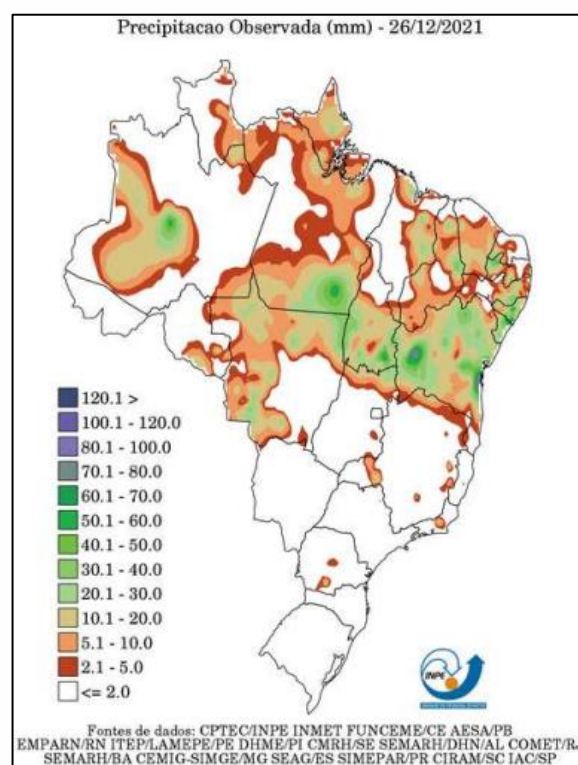 Precipitacao Observada (mm) - 26/12/2021
120.1 >
100.1 - 120.0
80.1 - 100.0
70.1 - 80.0
60.1 - 70.0
50.1 - 60.0
40.1 - 50.0
30.1 - 40.0
20.1 - 30.0
10.1 - 20.0
5.1 - 10.0
2.1 - 5.0
<= 2.0
INPE
Fontes de dados: CPTEC/INPE INMET FUNCEME/CE AESA/PB
EMPARN/RN ITEP/LAMEPE/PE DHME/PI CMRH/SE SEMARH/DHN/AL COMET/RJ
SEMARH/BA CEMIG-SIMGE/MG SEAG/ES SIMEPAR/PR CIRAM/SC IAC/SP